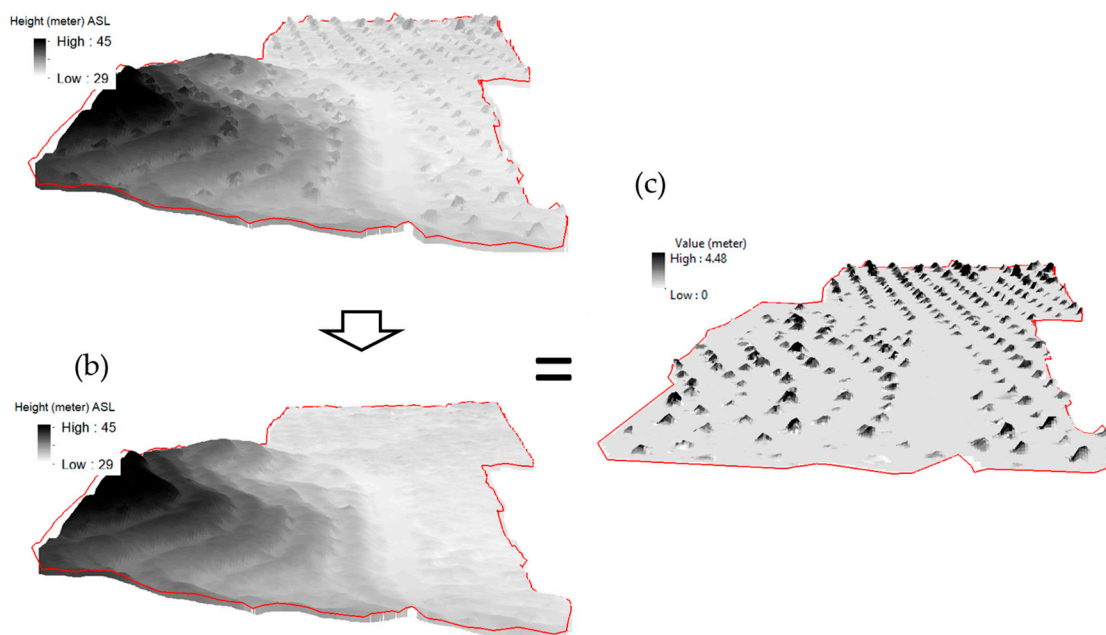 Height (meter) ASL
High : 45
Low : 29
(b)
Height (meter) ASL
High : 45
Low : 29
=
(c)
Value (meter)
High : 4.48
Low : 0